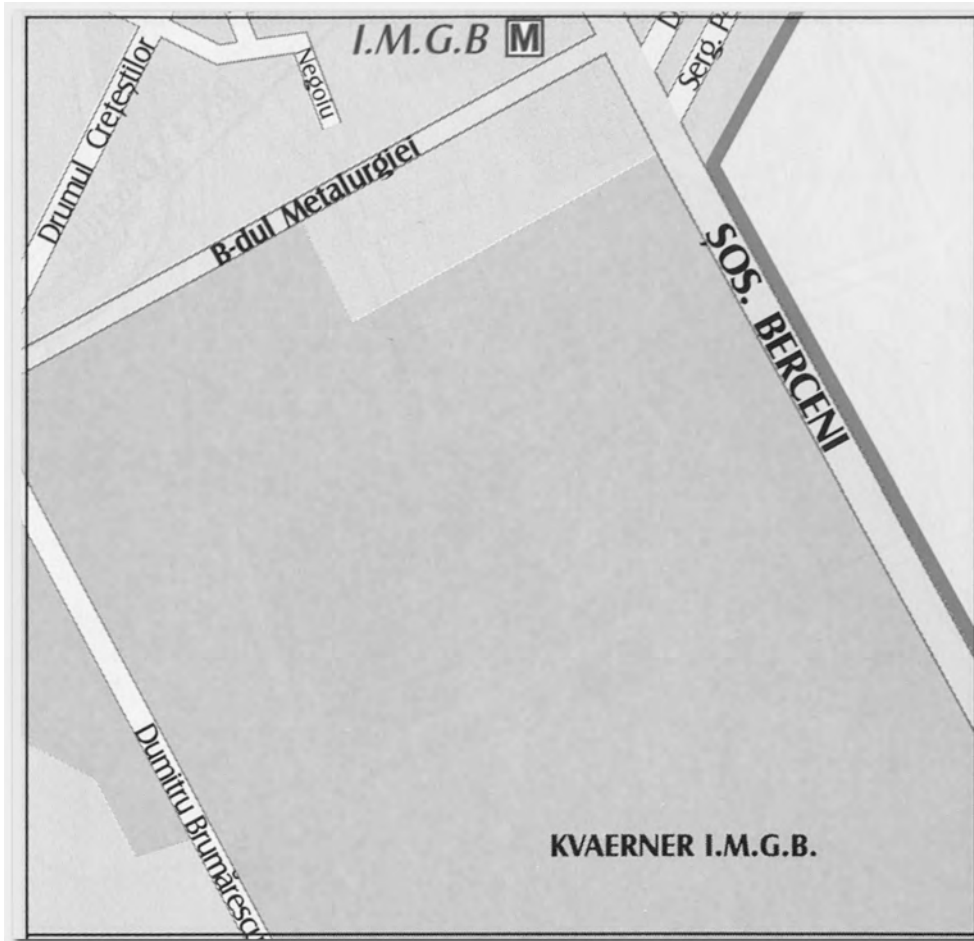 I.M.G.B M
Negoiu
Drumul Crețeștilor
Serg.
B-dul Metalurgiei
ȘOS. BERCENI
Dumitru Brumărescu
KVAERNER I.M.G.B.